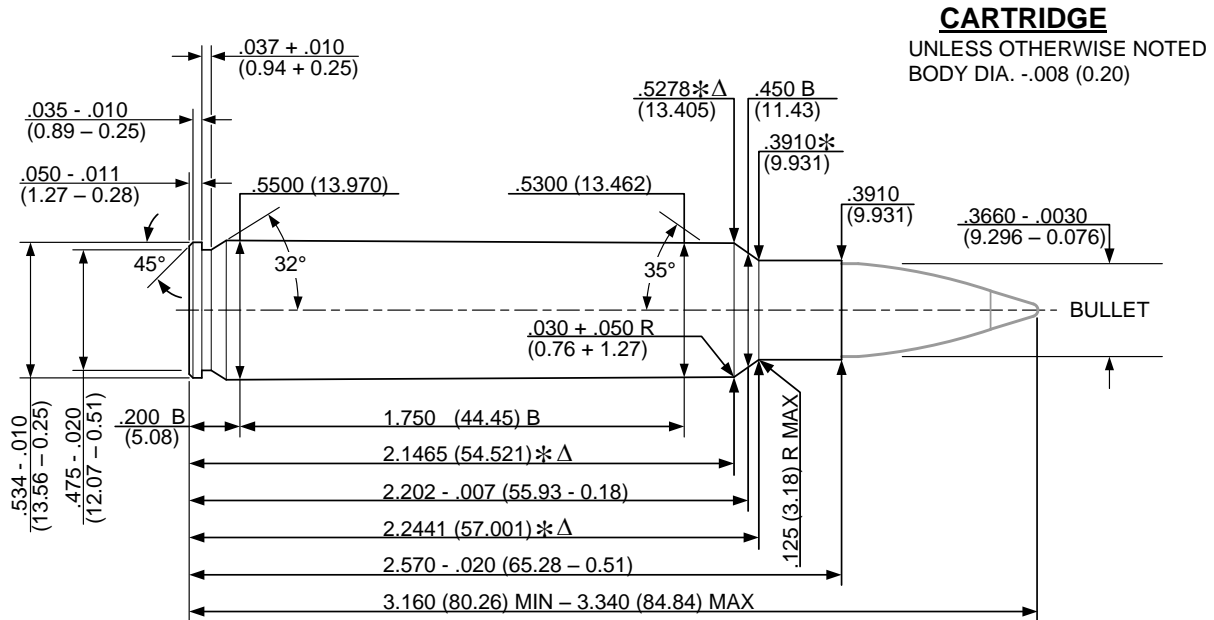 CARTRIDGE
UNLESS OTHERWISE NOTED
BODY DIA. -.008 (0.20)
.037 + .010
(0.94 + 0.25)
.035 - .010
(0.89 – 0.25)
.050 - .011
(1.27 – 0.28)
.5278*Δ
(13.405)
.450 B
(11.43)
.3910*
(9.931)
.3910
(9.931)
.3660 - .0030
(9.296 – 0.076)
.5500 (13.970)
.5300 (13.462)
45°
32°
35°
BULLET
.030 + .050 R
(0.76 + 1.27)
.534 - .010
(13.56 – 0.25)
.475 - .020
(12.07 – 0.51)
.200 B
(5.08)
1.750 (44.45) B
2.1465 (54.521)*Δ
2.202 - .007 (55.93 - 0.18)
2.2441 (57.001)*Δ
.125 (3.18) R MAX
2.570 - .020 (65.28 – 0.51)
3.160 (80.26) MIN – 3.340 (84.84) MAX